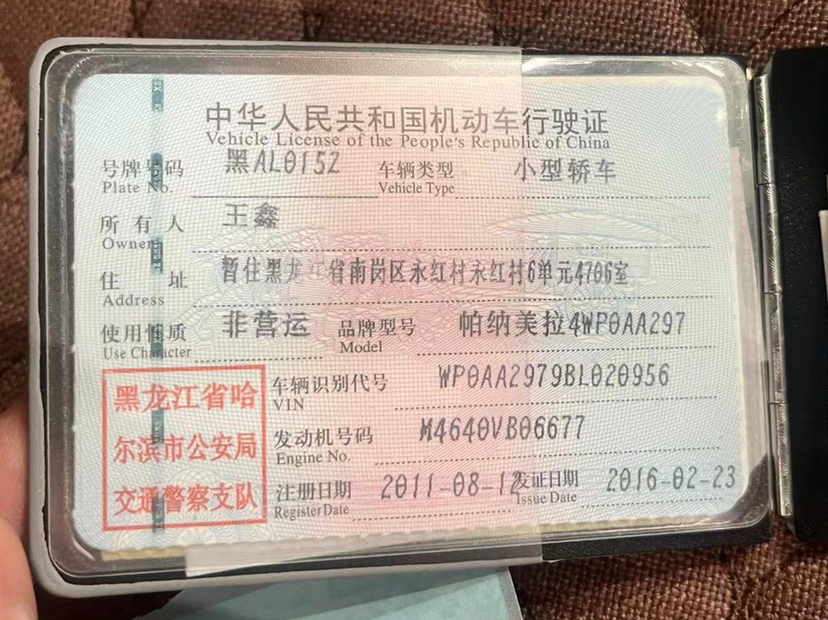 中华人民共和国机动车行驶证
Vehicle License of the People's Republic of China
号牌号码 黑AL015Z 车辆类型 小型轿车
Plate No. Vehicle Type
所有人 王鑫
Owner
住址 暂住黑龙江省南岗区永红村永红村6单元4706室
Address
使用性质 非营运 品牌型号 帕纳美拉4WP0AA297
Use Character Model
车辆识别代号 WP0AA2979BL020956
VIN
发动机号码 M4640VB06677
Engine No.
注册日期 2011-08-12 发证日期 2016-02-23
Register Date Issue Date
黑龙江省哈
尔滨市公安局
交通警察支队